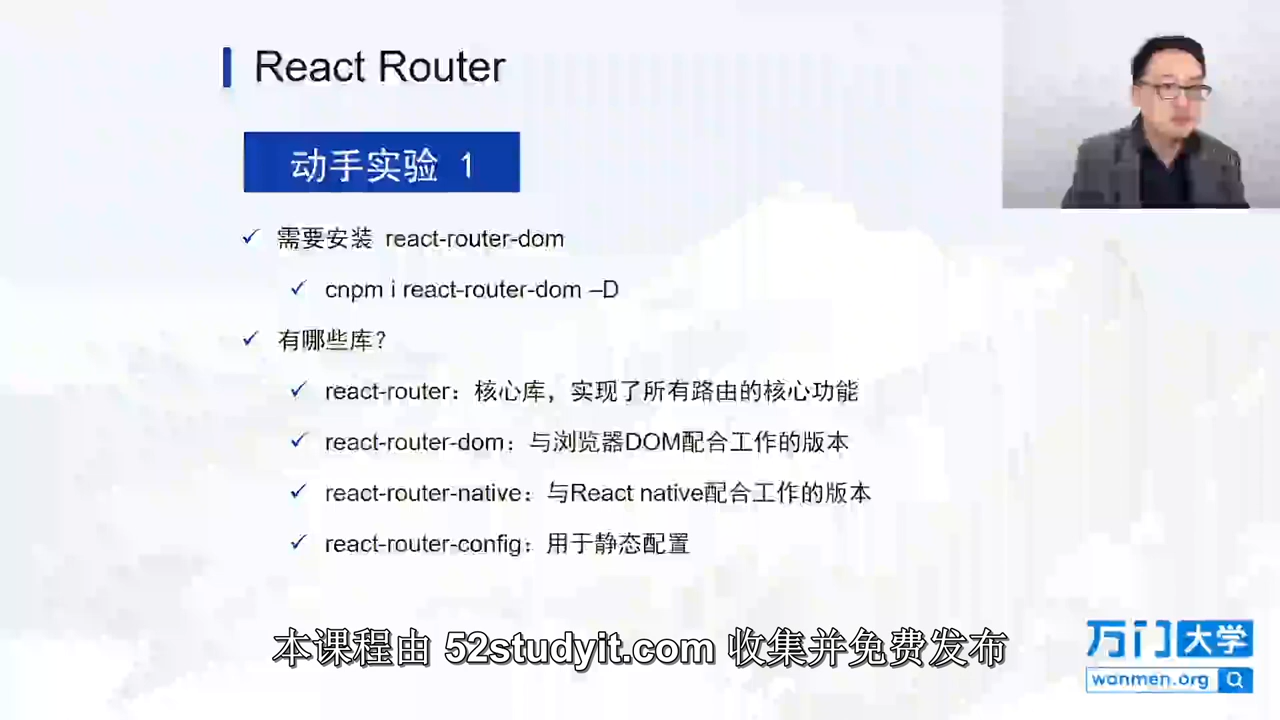 React Router
动手实验 1
需要安装 react-router-dom
cnpm i react-router-dom –D
有哪些库？
react-router：核心库，实现了所有路由的核心功能
react-router-dom：与浏览器DOM配合工作的版本
react-router-native：与React native配合工作的版本
react-router-config：用于静态配置
本课程由 52studyit.com 收集并免费发布
万门大学
wanmen.org